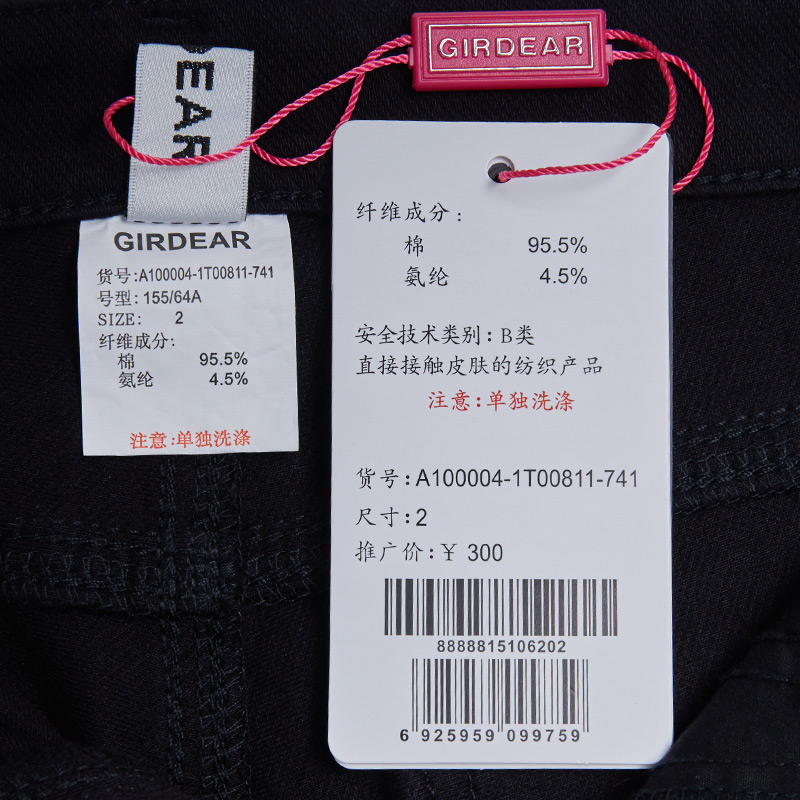 GIRDEAR
DEAR
GIRDEAR
货号:A100004-1T00811-741
号型:155/64A
SIZE: 2
纤维成分:
棉 95.5%
氨纶 4.5%
注意:单独洗涤
纤维成分:
棉 95.5%
氨纶 4.5%
安全技术类别:B类
直接接触皮肤的纺织产品
注意:单独洗涤
货号:A100004-1T00811-741
尺寸:2
推广价:¥ 300
8888815106202
6 925959 099759